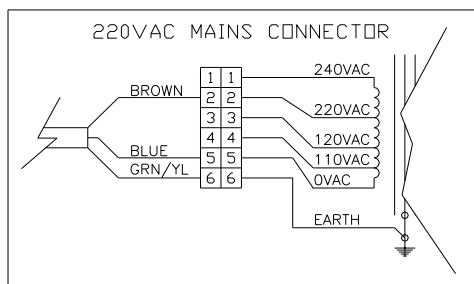 220VAC MAINS CONNECTOR
240VAC
1 1
BROWN
2 2
220VAC
3 3
120VAC
4 4
110VAC
BLUE
5 5
0VAC
GRN/YL
6 6
EARTH